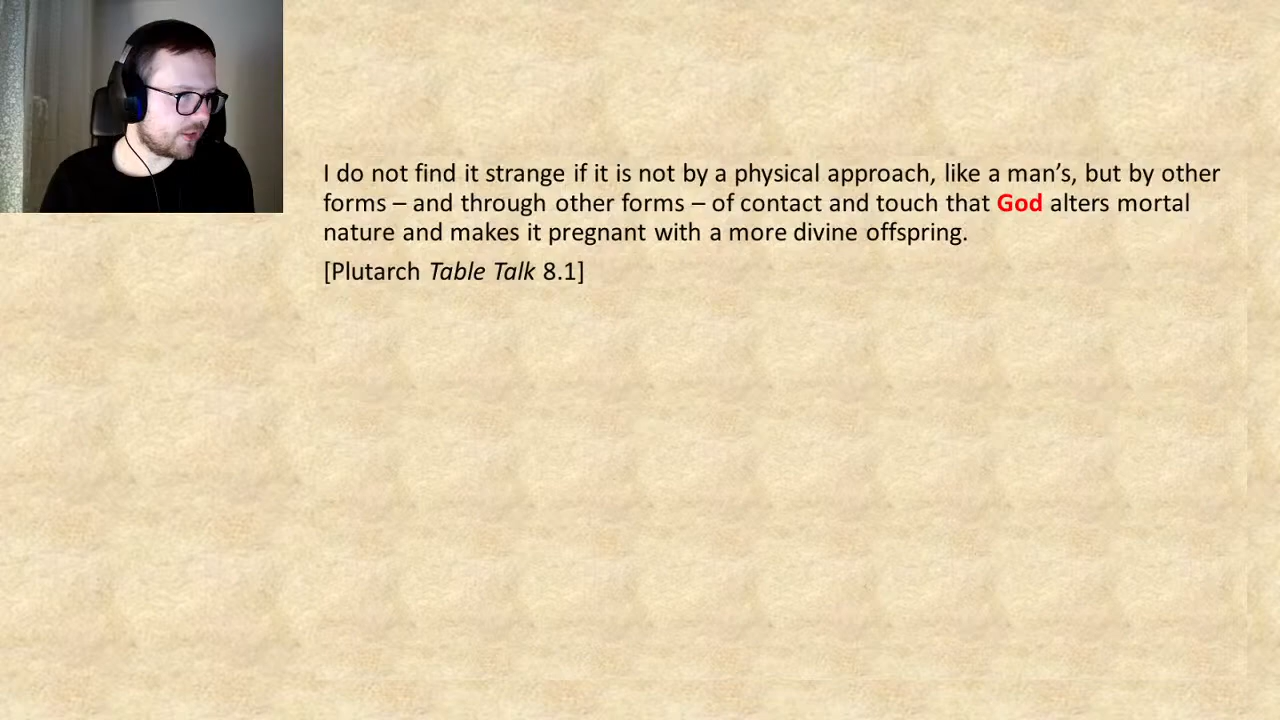 I do not find it strange if it is not by a physical approach, like a man’s, but by other
forms – and through other forms – of contact and touch that God alters mortal
nature and makes it pregnant with a more divine offspring.
[Plutarch Table Talk 8.1]